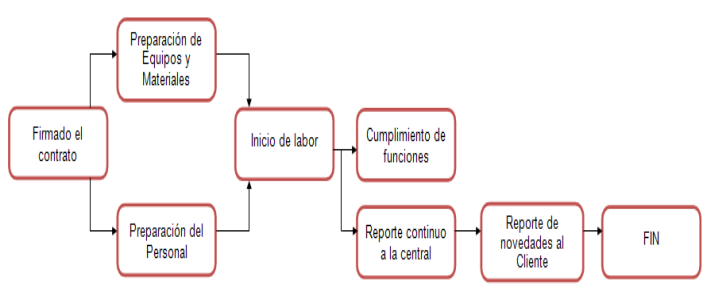 Preparación de
Equipos y
Materiales
Firmado el
contrato
Inicio de labor
Cumplimiento de
funciones
Preparación del
Personal
Reporte continuo
a la central
Reporte de
novedades al
Cliente
FIN